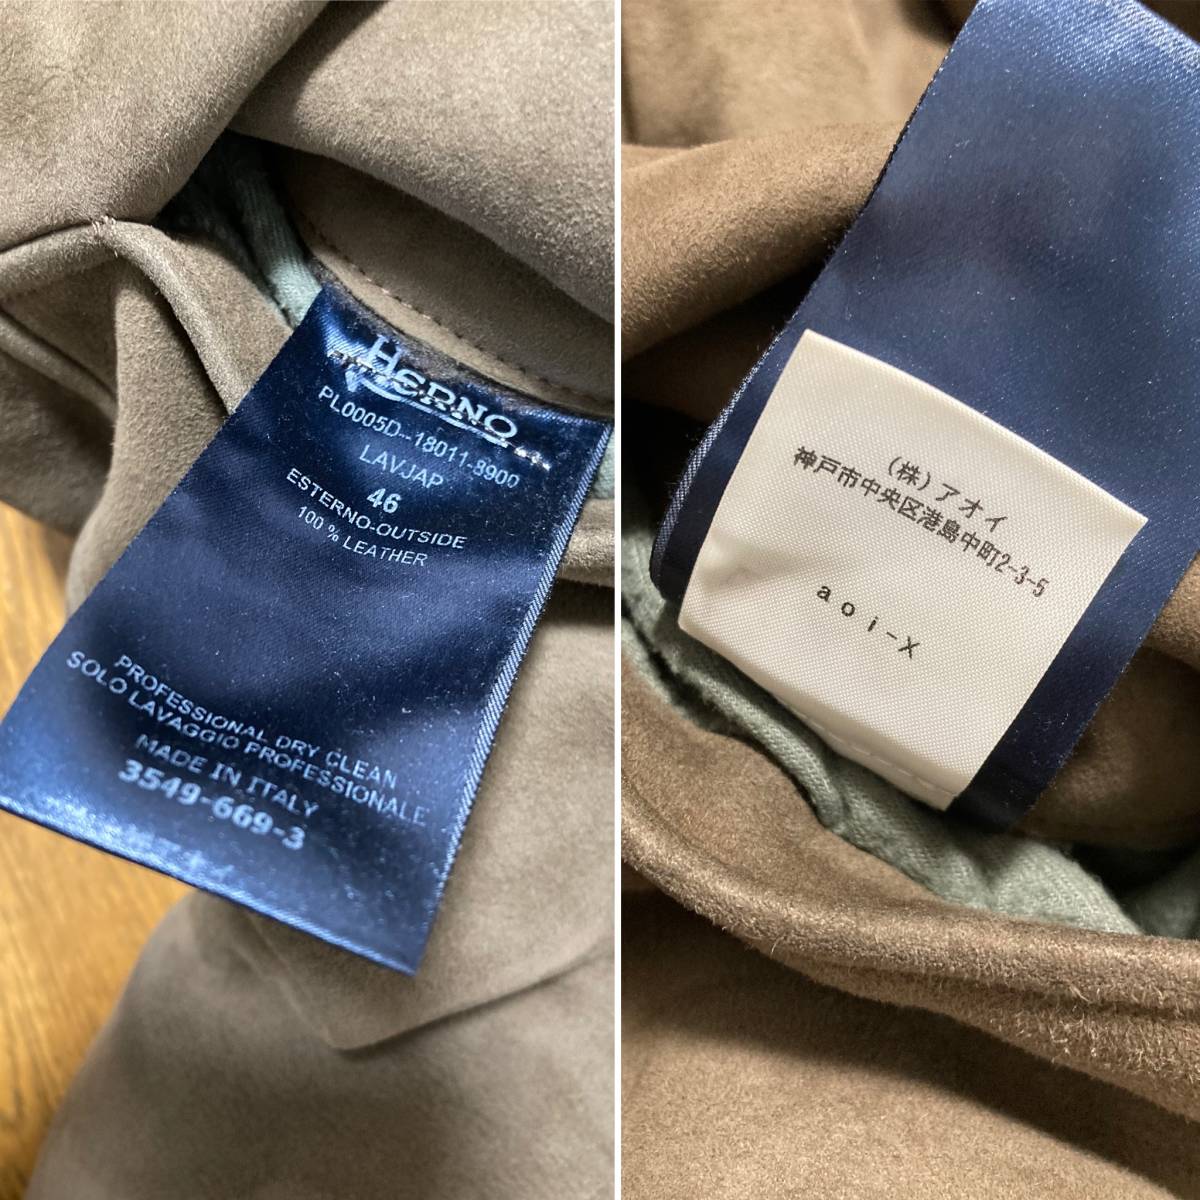 HERNO
PL0005D--18011-8900
LAVJAP
46
ESTERNO-OUTSIDE
100 % LEATHER
PROFESSIONAL DRY CLEAN
SOLO LAVAGGIO PROFESSIONALE
MADE IN ITALY
3549-669-3
(株)アオイ
神戸市中央区港島中町2-3-5
aoi-X